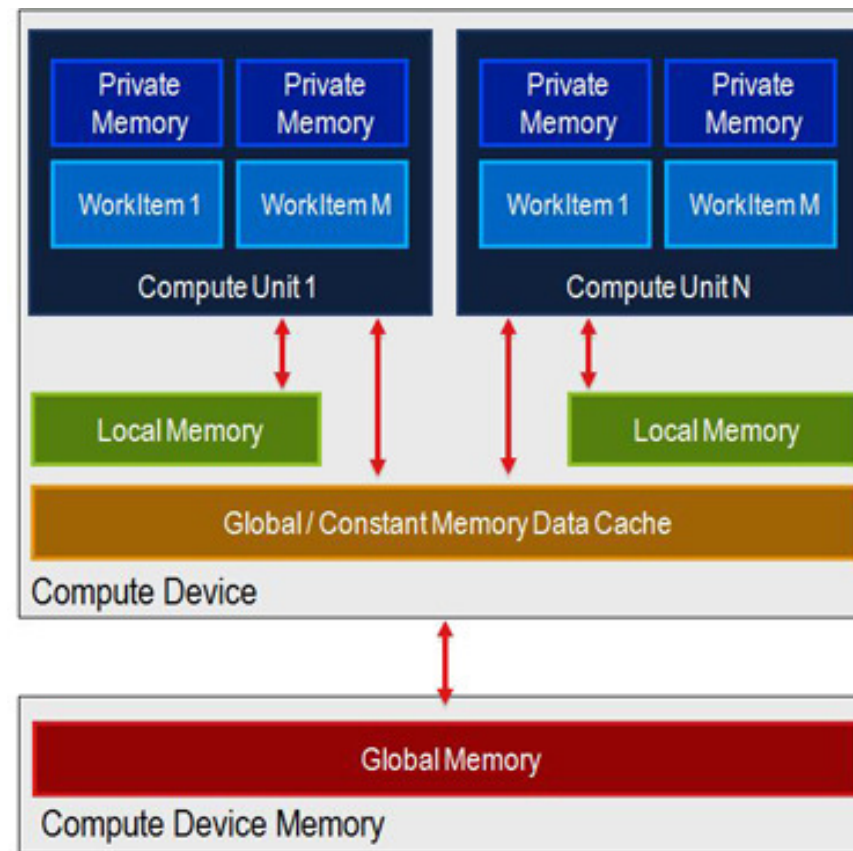 Private Memory
Private Memory
Private Memory
Private Memory
WorkItem 1
WorkItem M
WorkItem 1
WorkItem M
Compute Unit 1
Compute Unit N
Local Memory
Local Memory
Global / Constant Memory Data Cache
Compute Device
Global Memory
Compute Device Memory